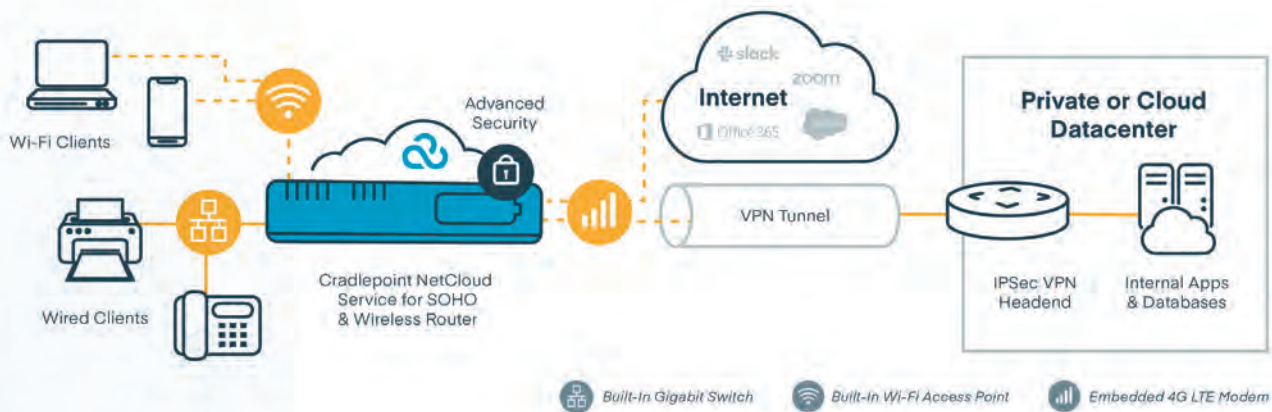 Wi-Fi Clients
Wired Clients
Advanced
Security
Cradlepoint NetCloud
Service for SOHO
& Wireless Router
slack
zoom
Internet
Office 365
VPN Tunnel
Private or Cloud
Datacenter
IPSec VPN
Headend
Internal Apps
& Databases
Built-In Gigabit Switch
Built-In Wi-Fi Access Point
Embedded 4G LTE Modem